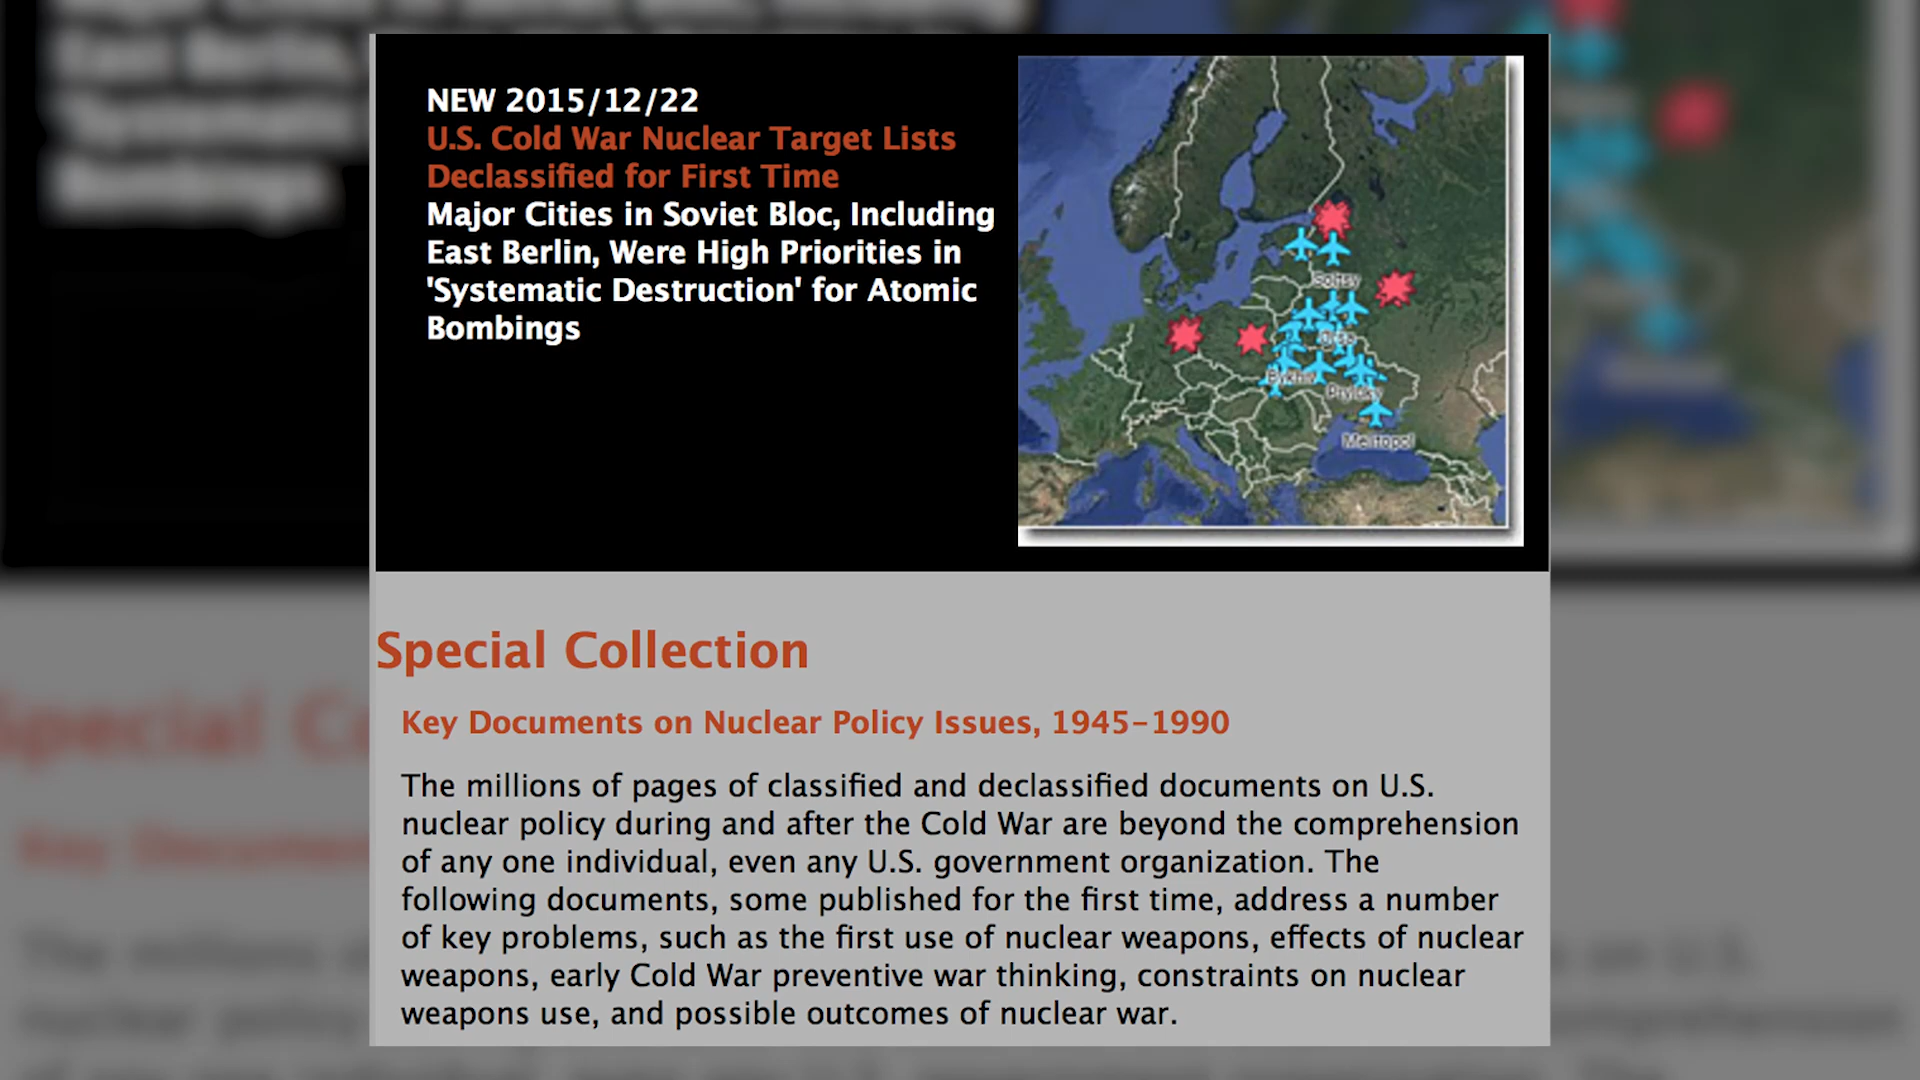 NEW 2015/12/22
U.S. Cold War Nuclear Target Lists
Declassified for First Time
Major Cities in Soviet Bloc, Including
East Berlin, Were High Priorities in
'Systematic Destruction' for Atomic
Bombings
Soltsy
Orsa
Bykhiv
Pryluky
Melitopol
Special Collection
Key Documents on Nuclear Policy Issues, 1945–1990
The millions of pages of classified and declassified documents on U.S.
nuclear policy during and after the Cold War are beyond the comprehension
of any one individual, even any U.S. government organization. The
following documents, some published for the first time, address a number
of key problems, such as the first use of nuclear weapons, effects of nuclear
weapons, early Cold War preventive war thinking, constraints on nuclear
weapons use, and possible outcomes of nuclear war.